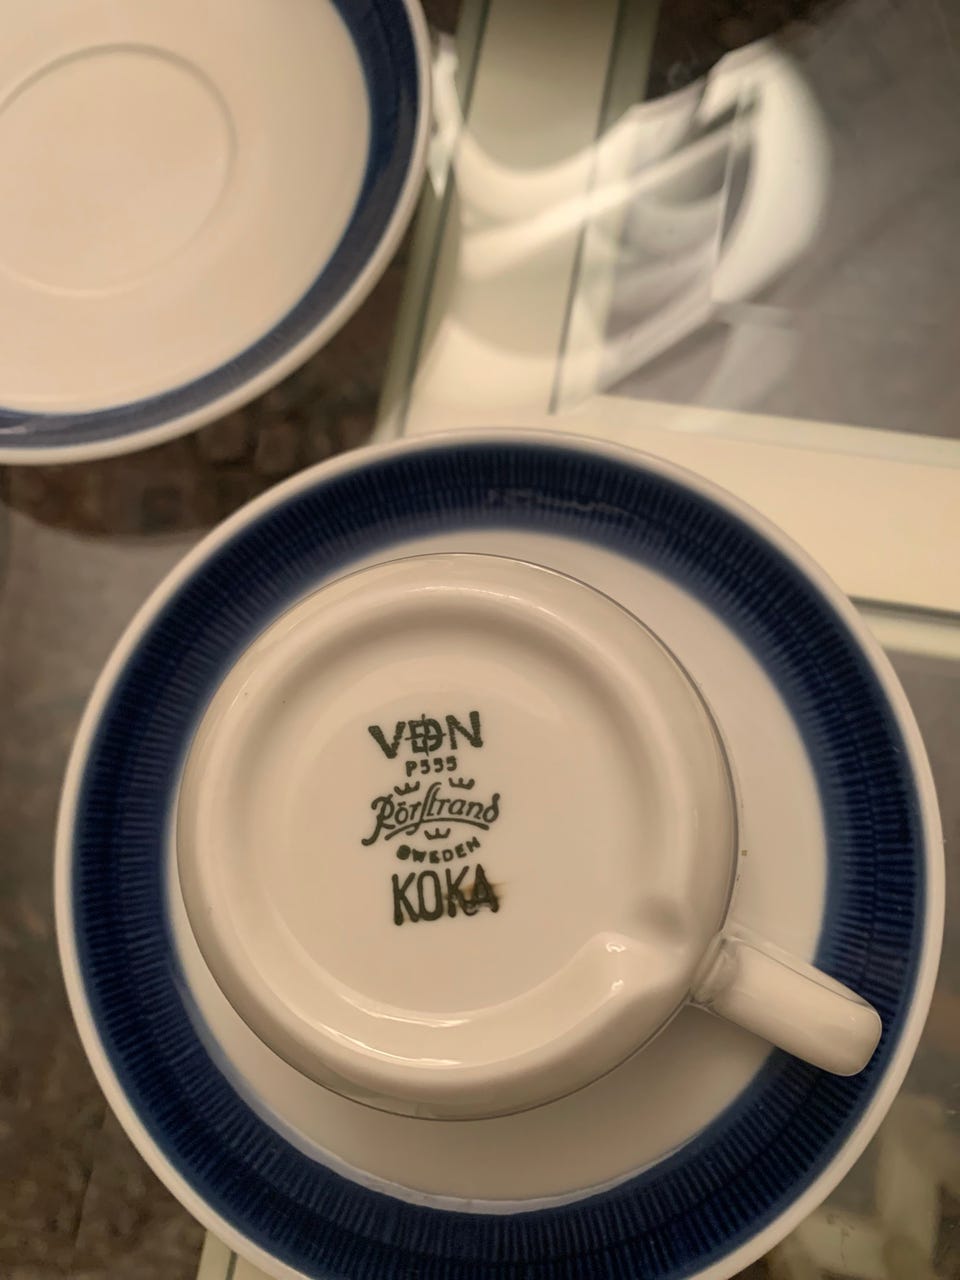 VDN
P555
Rörstrand
SWEDEN
KOKA